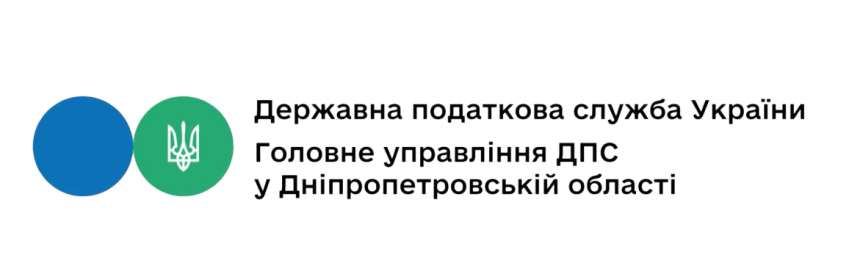 Державна податкова служба України
Головне управління ДПС
у Дніпропетровській області